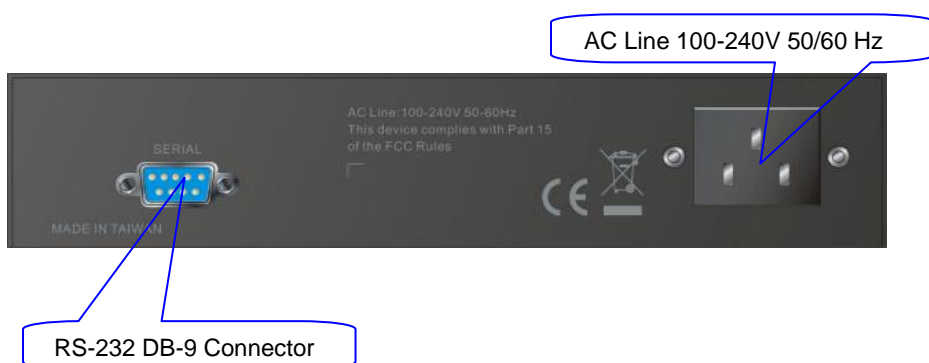 AC Line 100-240V 50/60 Hz
AC Line:100-240V 50-60Hz
This device complies with Part 15
of the FCC Rules
SERIAL
CE
MADE IN TAIWAN
RS-232 DB-9 Connector